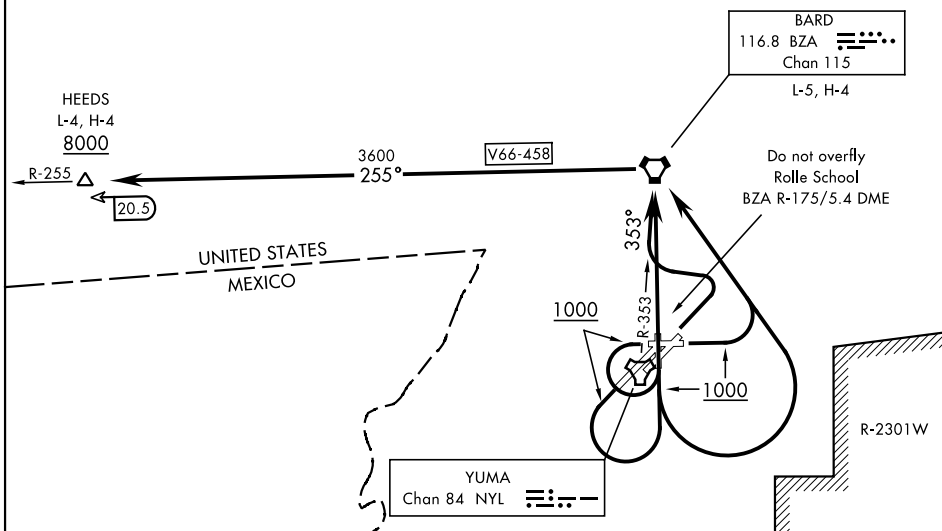 BARD
116.8 BZA
Chan 115
L-5, H-4
HEEDS
L-4, H-4
8000
R-255
20.5
3600
255°
V66-458
Do not overfly
Rolle School
BZA R-175/5.4 DME
353°
R-353
UNITED STATES
MEXICO
1000
1000
R-2301W
YUMA
Chan 84 NYL